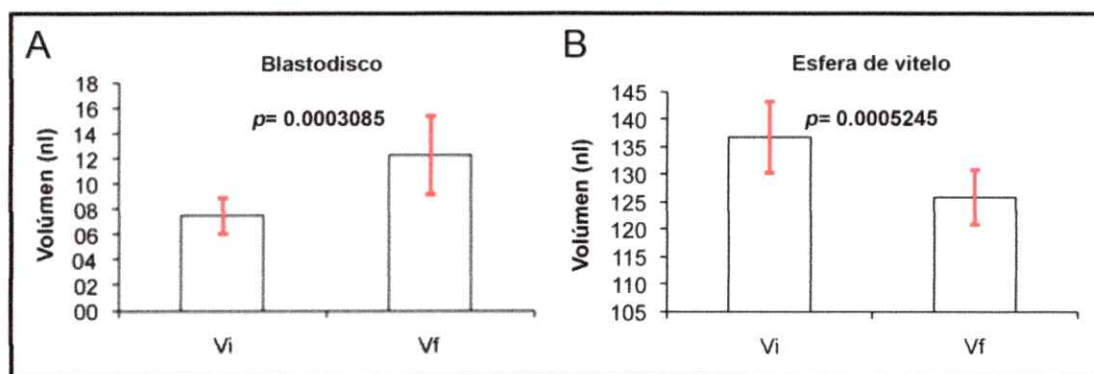 A
Blastodisco
Volúmen (nl)
18
16
14
12
10
08
06
04
02
00
p= 0.0003085
Vi
Vf
B
Esfera de vitelo
Volúmen (nl)
145
140
135
130
125
120
115
110
105
p= 0.0005245
Vi
Vf